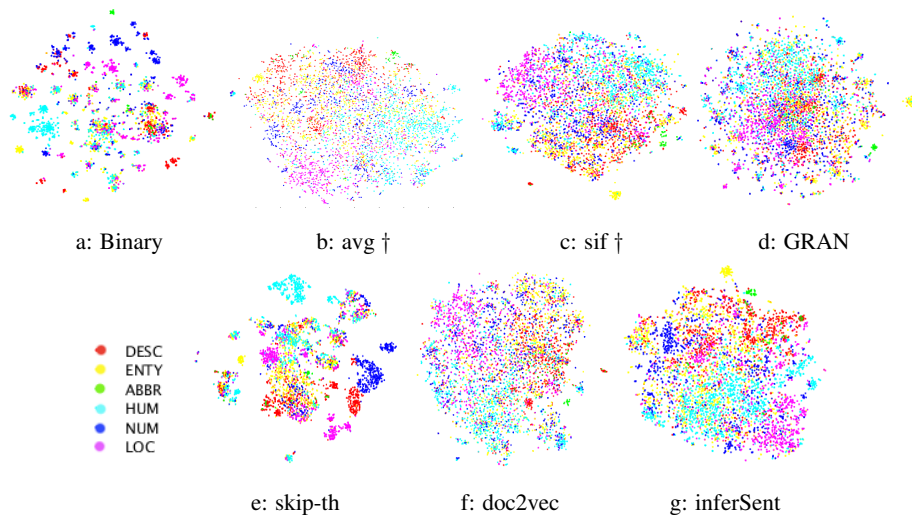 a: Binary
b: avg †
c: sif †
d: GRAN
DESC
ENTY
ABBR
HUM
NUM
LOC
e: skip-th
f: doc2vec
g: inferSent